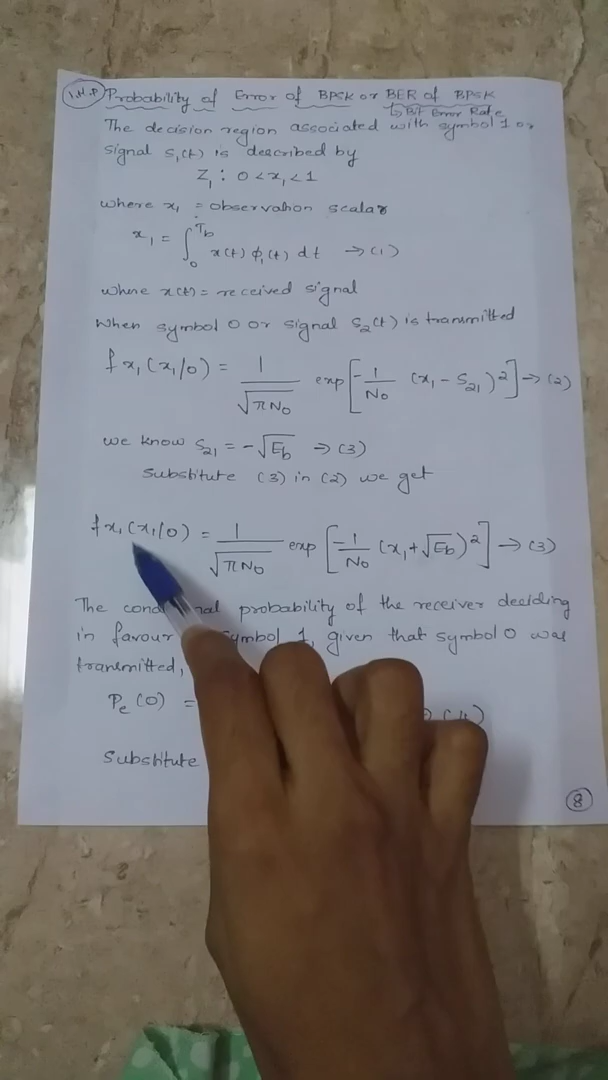 I.M.P Probability of Error of BPSK or BER of BPSK
↳ Bit Error Rate
The decision region associated with symbol 1 or
signal s₁(t) is described by
Z₁ : 0 < x₁ < 1
where x₁ = observation scalar
x₁ = ∫₀^Tb x(t) φ₁(t) dt → (1)
where x(t) = received signal
When symbol 0 or signal s₂(t) is transmitted
f x₁ (x₁/0) = 1/√(πN₀) exp[-1/N₀ (x₁ - S₂₁)²] → (2)
we know S₂₁ = -√Eb → (3)
Substitute (3) in (2) we get
f x₁ (x₁/0) = 1/√(πN₀) exp[-1/N₀ (x₁ + √Eb)²] → (3)
The probability of the receiver deciding
in favour symbol 1, given that symbol 0 was
transmitted,
Pe (0) =
Substitute
8